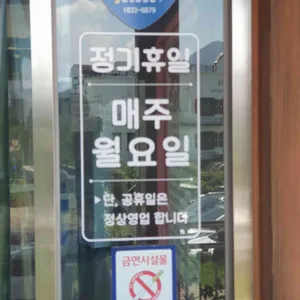 정기휴일
매주
월요일
단, 공휴일은
정상영업 합니다
금연시설물